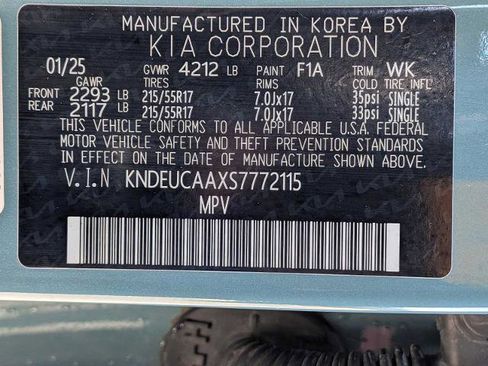 MANUFACTURED IN KOREA BY
KIA CORPORATION
01/25 GVWR 4212 LB PAINT F1A TRIM WK
GAWR TIRES RIMS COLD TIRE INFL'
FRONT 2293 LB 215/55R17 7.0Jx17 35psi SINGLE
REAR 2117 LB 215/55R17 7.0Jx17 33psi SINGLE
THIS VEHICLE CONFORMS TO ALL APPLICABLE U.S.A. FEDERAL
MOTOR VEHICLE SAFETY AND THEFT PREVENTION STANDARDS
IN EFFECT ON THE DATE OF MANUFACTURE SHOWN ABOVE.
V.I.N KNDEUCAAXS7772115
MPV